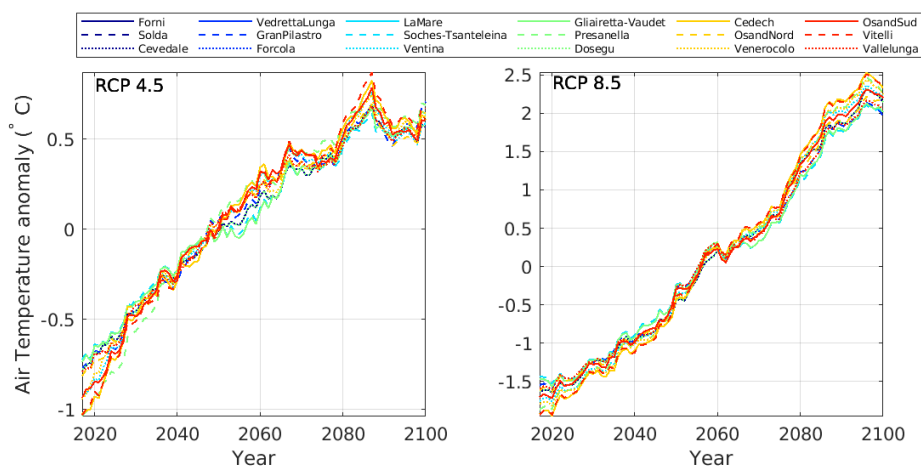 Forni VedrettaLunga LaMare Gliairetta-Vaudet Cedech OsandSud
Solda GranPilastro Soches-Tsanteleina Presanella OsandNord Vitelli
Cevedale Forcola Ventina Dosegu Venerocolo Vallelunga
RCP 4.5
RCP 8.5
Air Temperature anomaly (° C)
0.5
0
-0.5
-1
2020 2040 2060 2080 2100
Year
2.5
2
1.5
1
0.5
0
-0.5
-1
-1.5
2020 2040 2060 2080 2100
Year